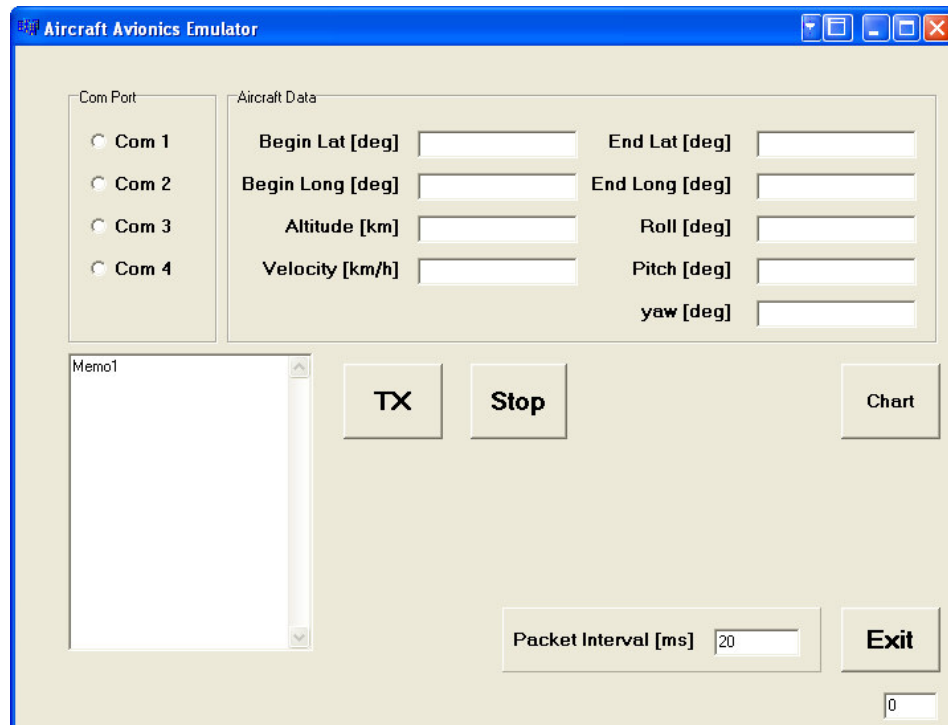 Aircraft Avionics Emulator
Com Port
Com 1
Com 2
Com 3
Com 4
Aircraft Data
Begin Lat [deg]
Begin Long [deg]
Altitude [km]
Velocity [km/h]
End Lat [deg]
End Long [deg]
Roll [deg]
Pitch [deg]
yaw [deg]
Memo1
TX
Stop
Chart
Packet Interval [ms]
20
Exit
0